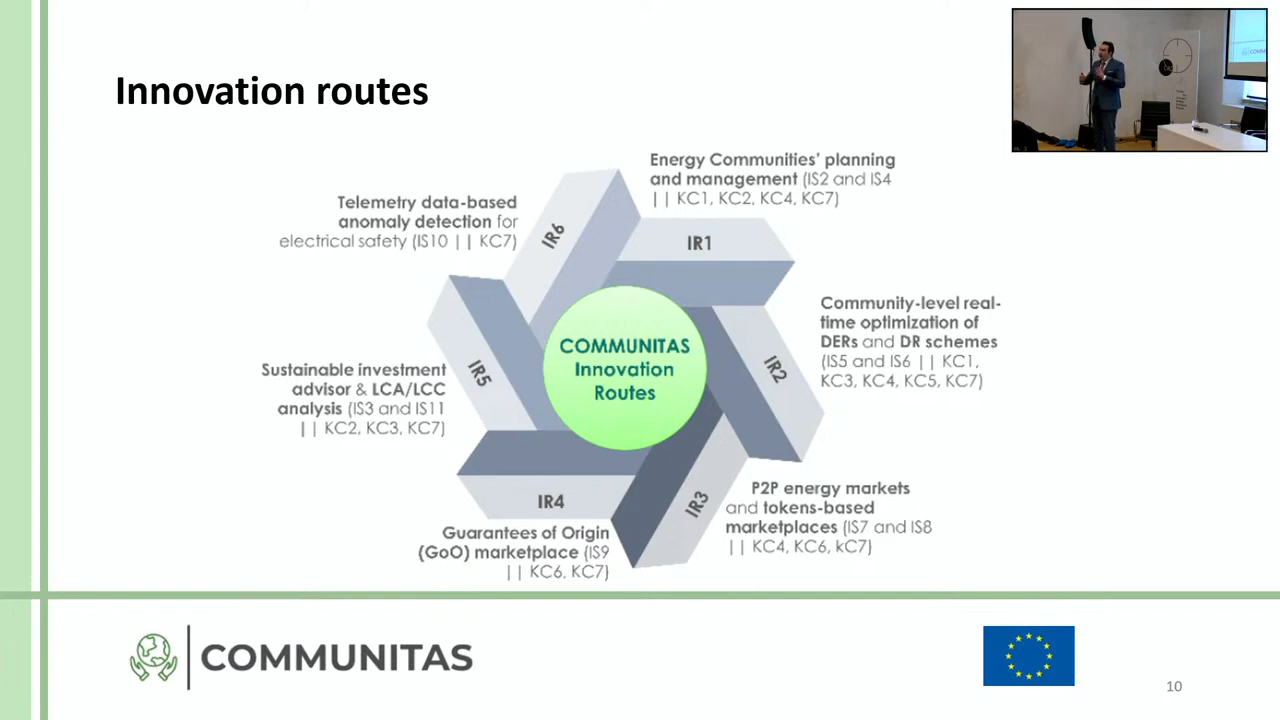 Innovation routes
Energy Communities' planning
and management (IS2 and IS4
|| KC1, KC2, KC4, KC7)
IR1
Community-level real-
time optimization of
DERs and DR schemes
(IS5 and IS6 || KC1,
KC3, KC4, KC5, KC7)
IR2
P2P energy markets
and tokens-based
marketplaces (IS7 and IS8
|| KC4, KC6, kC7)
IR3
IR4
Guarantees of Origin
(GoO) marketplace (IS9
|| KC6, KC7)
Sustainable investment
advisor & LCA/LCC
analysis (IS3 and IS11
|| KC2, KC3, KC7)
IR5
Telemetry data-based
anomaly detection for
electrical safety (IS10 || KC7)
IR6
COMMUNITAS
Innovation
Routes
COMMUNITAS
10